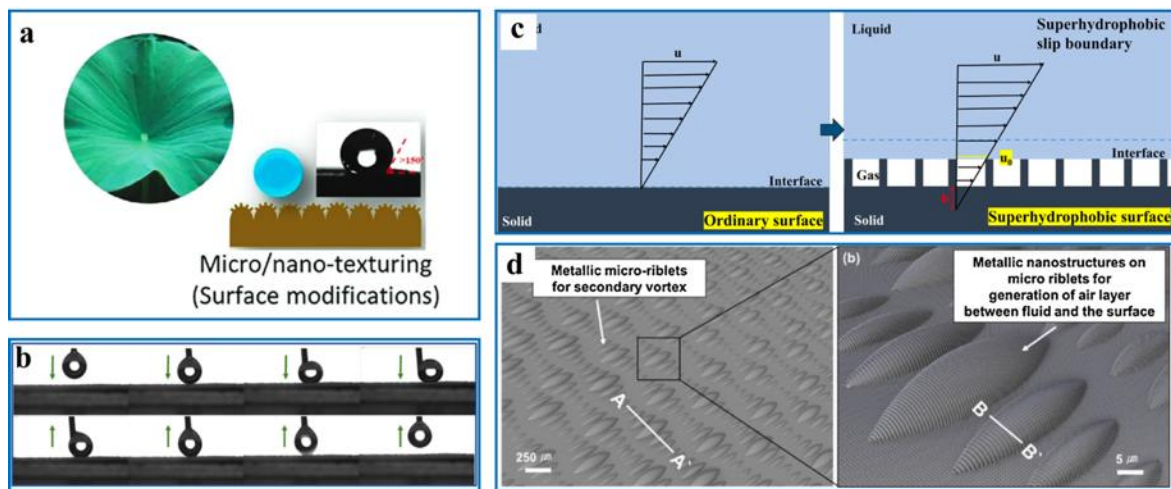 a
>150°
Micro/nano-texturing
(Surface modifications)
b
c
u
Interface
Solid
Ordinary surface
Liquid
Superhydrophobic
slip boundary
u
Interface
u₀
Gas
b
Solid
Superhydrophobic surface
d
Metallic micro-riblets
for secondary vortex
A
A`
250 ㎛
(b)
Metallic nanostructures on
micro riblets for
generation of air layer
between fluid and the surface
B
B`
5 ㎛